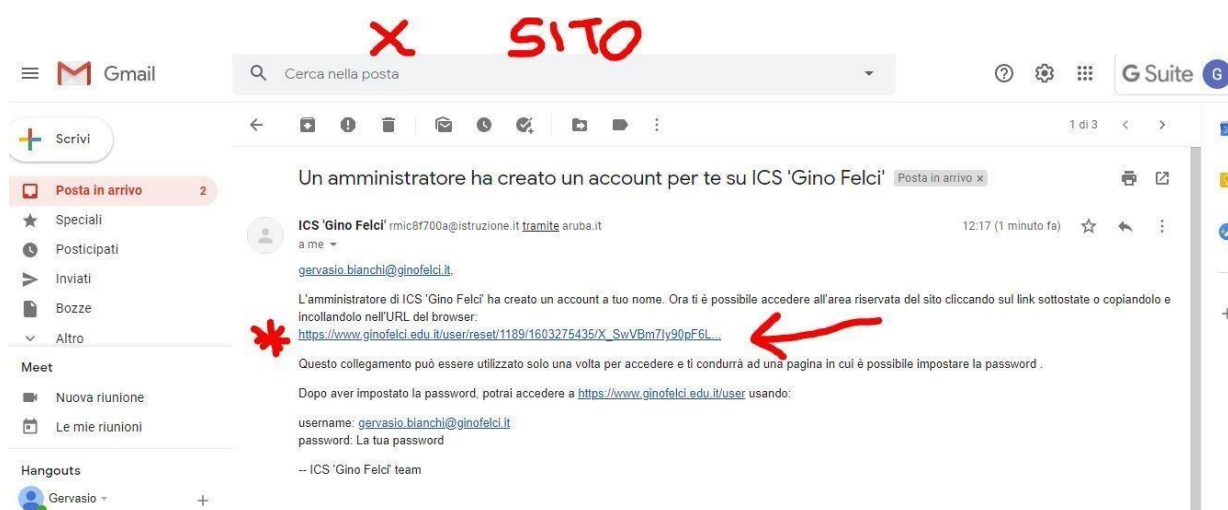 X SITO
Gmail
Cerca nella posta
G Suite G
Scrivi
1 di 3
Posta in arrivo 2
Speciali
Posticipati
Inviati
Bozze
Altro
Meet
Nuova riunione
Le mie riunioni
Hangouts
Gervasio
Un amministratore ha creato un account per te su ICS 'Gino Felci' Posta in arrivo x
ICS 'Gino Felci' rmic8f700a@istruzione.it tramite aruba.it 12:17 (1 minuto fa)
a me
gervasio.bianchi@ginofelci.it,
L'amministratore di ICS 'Gino Felci' ha creato un account a tuo nome. Ora ti è possibile accedere all'area riservata del sito cliccando sul link sottostate o copiandolo e
incollandolo nell'URL del browser:
https://www.ginofelci.edu.it/user/reset/1189/1603275435/X_SwVBm7Iy90pF6L...
Questo collegamento può essere utilizzato solo una volta per accedere e ti condurrà ad una pagina in cui è possibile impostare la password .
Dopo aver impostato la password, potrai accedere a https://www.ginofelci.edu.it/user usando:
username: gervasio.bianchi@ginofelci.it
password: La tua password
-- ICS 'Gino Felci' team